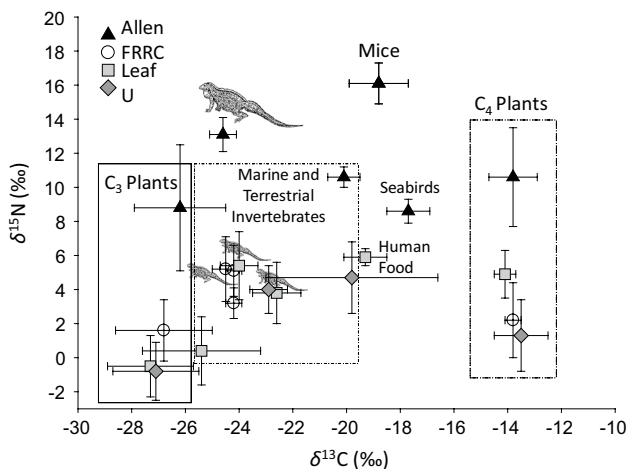 20
18
16
14
12
10
8
6
4
2
0
-2
δ15N (‰)
Allen
FRRC
Leaf
U
Mice
C4 Plants
C3 Plants
Marine and
Terrestrial
Invertebrates
Seabirds
Human
Food
-30 -28 -26 -24 -22 -20 -18 -16 -14 -12 -10
δ13C (‰)